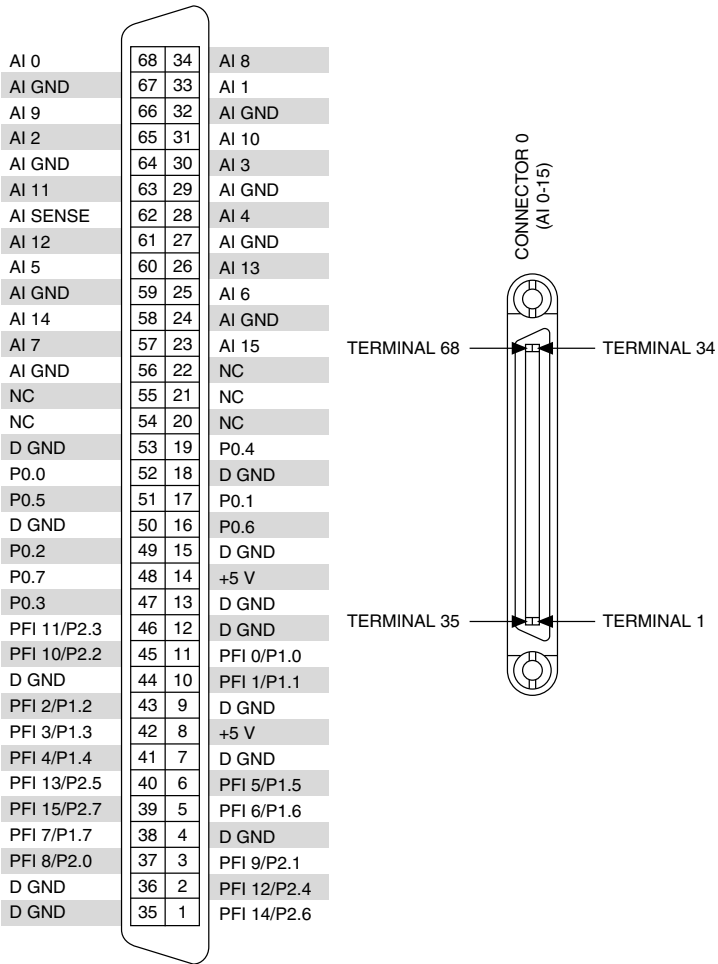 AI 0 68 34 AI 8
AI GND 67 33 AI 1
AI 9 66 32 AI GND
AI 2 65 31 AI 10
AI GND 64 30 AI 3
AI 11 63 29 AI GND
AI SENSE 62 28 AI 4
AI 12 61 27 AI GND
AI 5 60 26 AI 13
AI GND 59 25 AI 6
AI 14 58 24 AI GND
AI 7 57 23 AI 15
AI GND 56 22 NC
NC 55 21 NC
NC 54 20 NC
D GND 53 19 P0.4
P0.0 52 18 D GND
P0.5 51 17 P0.1
D GND 50 16 P0.6
P0.2 49 15 D GND
P0.7 48 14 +5 V
P0.3 47 13 D GND
PFI 11/P2.3 46 12 D GND
PFI 10/P2.2 45 11 PFI 0/P1.0
D GND 44 10 PFI 1/P1.1
PFI 2/P1.2 43 9 D GND
PFI 3/P1.3 42 8 +5 V
PFI 4/P1.4 41 7 D GND
PFI 13/P2.5 40 6 PFI 5/P1.5
PFI 15/P2.7 39 5 PFI 6/P1.6
PFI 7/P1.7 38 4 D GND
PFI 8/P2.0 37 3 PFI 9/P2.1
D GND 36 2 PFI 12/P2.4
D GND 35 1 PFI 14/P2.6
CONNECTOR 0
(AI 0-15)
TERMINAL 68 TERMINAL 34
TERMINAL 35 TERMINAL 1